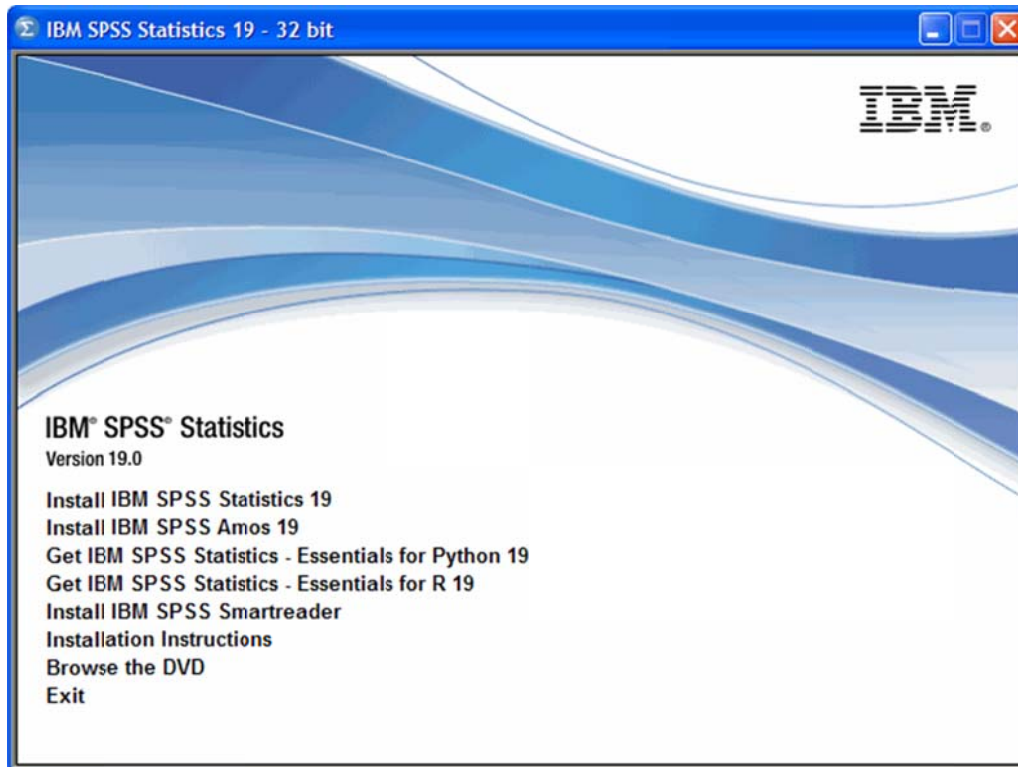 IBM SPSS Statistics 19 - 32 bit
IBM®
IBM® SPSS® Statistics
Version 19.0
Install IBM SPSS Statistics 19
Install IBM SPSS Amos 19
Get IBM SPSS Statistics - Essentials for Python 19
Get IBM SPSS Statistics - Essentials for R 19
Install IBM SPSS Smartreader
Installation Instructions
Browse the DVD
Exit